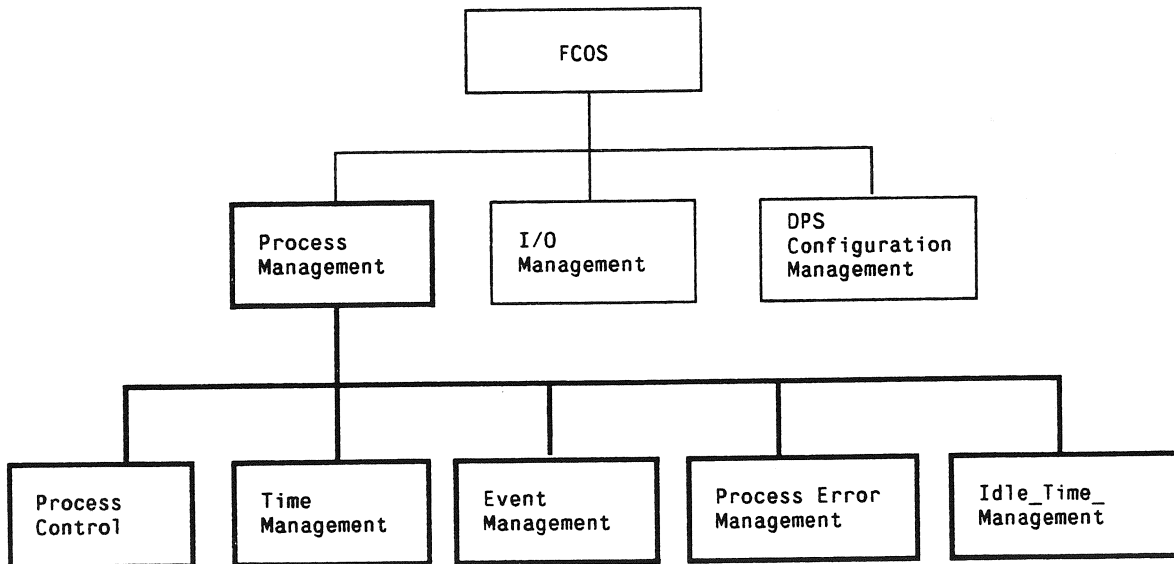 FCOS
Process
Management
I/O
Management
DPS
Configuration
Management
Process
Control
Time
Management
Event
Management
Process Error
Management
Idle_Time_
Management